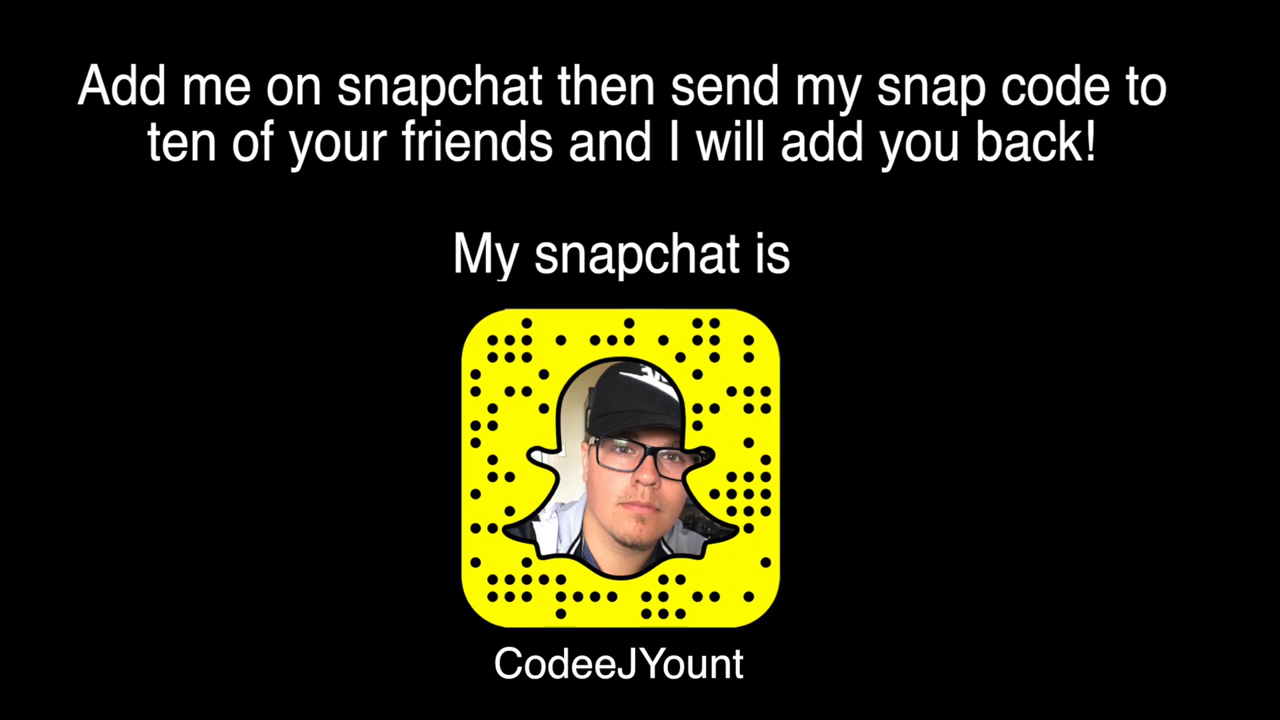 Add me on snapchat then send my snap code to
ten of your friends and I will add you back!
My snapchat is
CodeeJYount